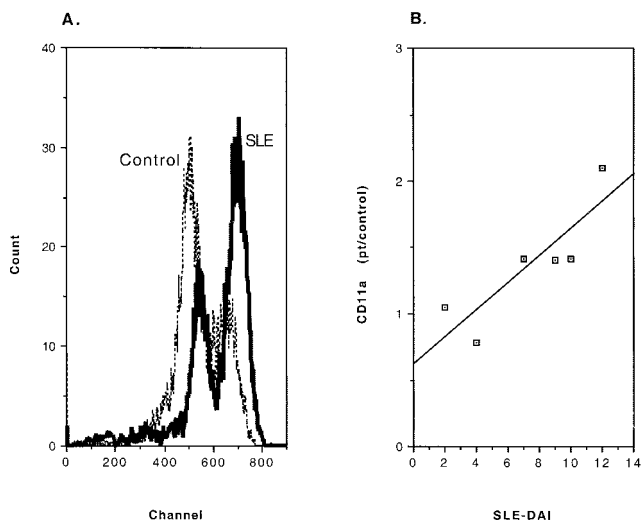 A.
40
30
20
10
0
Count
Control
SLE
0 200 400 600 800
Channel
B.
3
2
1
0
CD11a (pt/control)
0 2 4 6 8 10 12 14
SLE-DAI